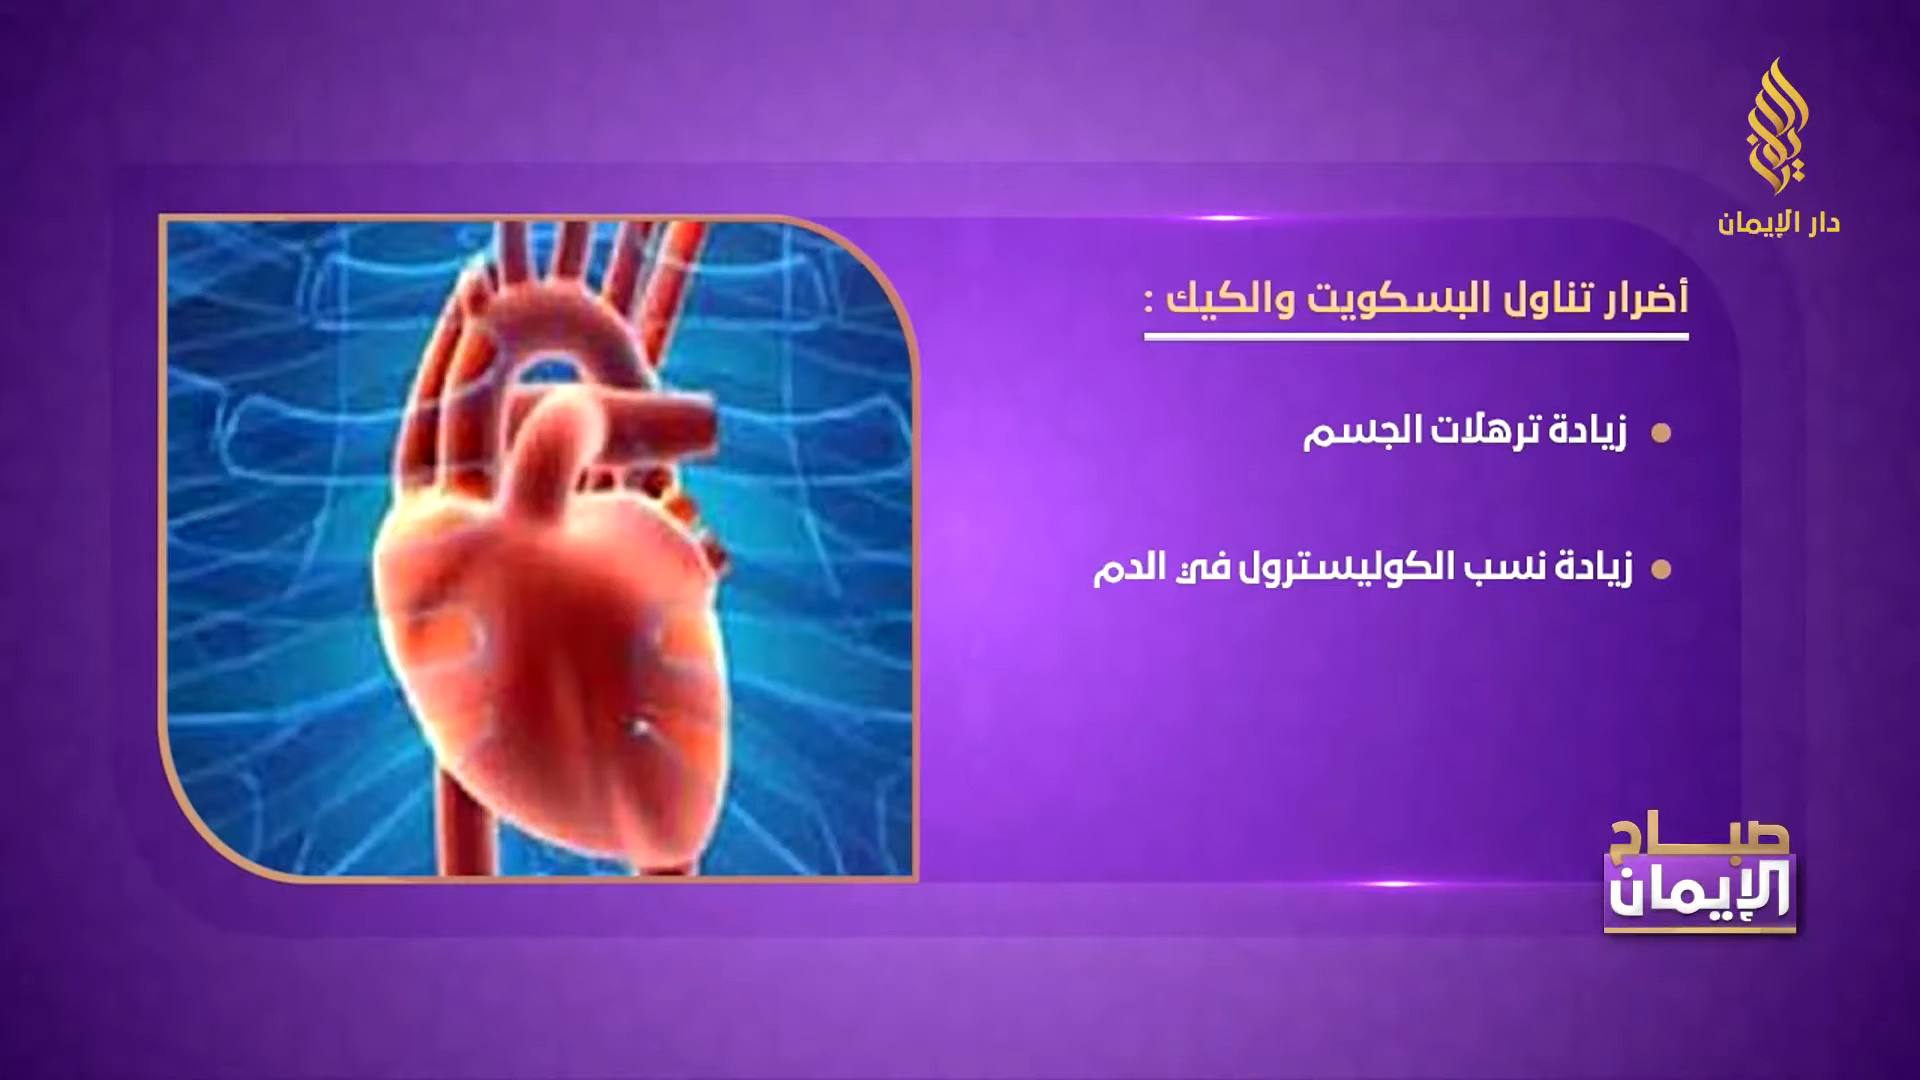 دار الإيمان
أضرار تناول البسكويت والكيك :
زيادة ترهلات الجسم
زيادة نسب الكوليسترول في الدم
صباح
الإيمان